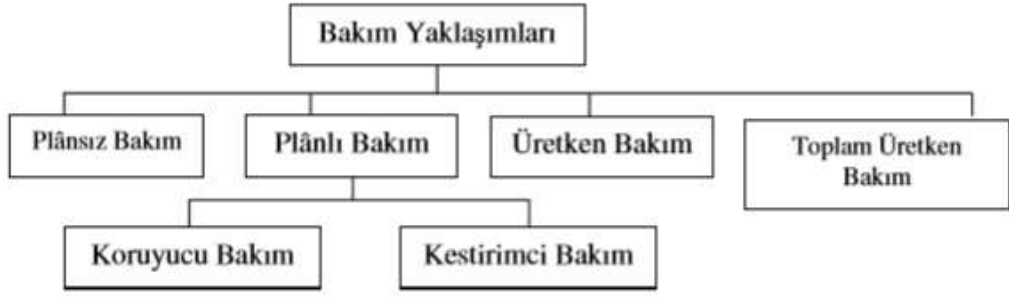 Bakım Yaklaşımları
Plânsız Bakım
Plânlı Bakım
Üretken Bakım
Toplam Üretken
Bakım
Koruyucu Bakım
Kestirimci Bakım